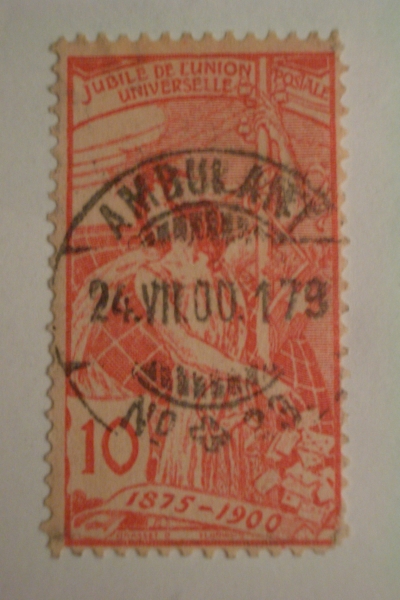 JUBILÉ DE L'UNION POSTALE
UNIVERSELLE
AMBULANT
24.VII.00.179
No
10
1875-1900